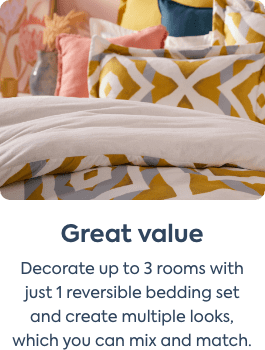 Great value
Decorate up to 3 rooms with
just 1 reversible bedding set
and create multiple looks,
which you can mix and match.